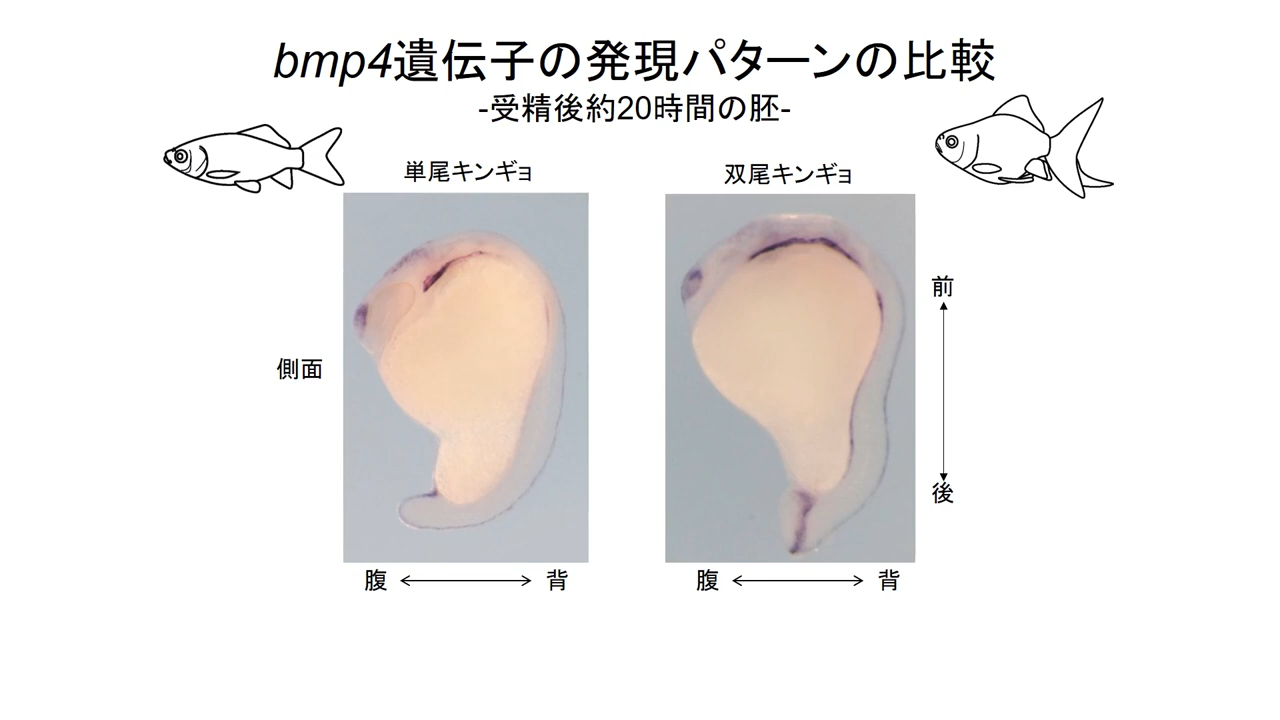 bmp4遺伝子の発現パターンの比較
-受精後約20時間の胚-
単尾キンギョ
双尾キンギョ
側面
前
後
腹
背
腹
背